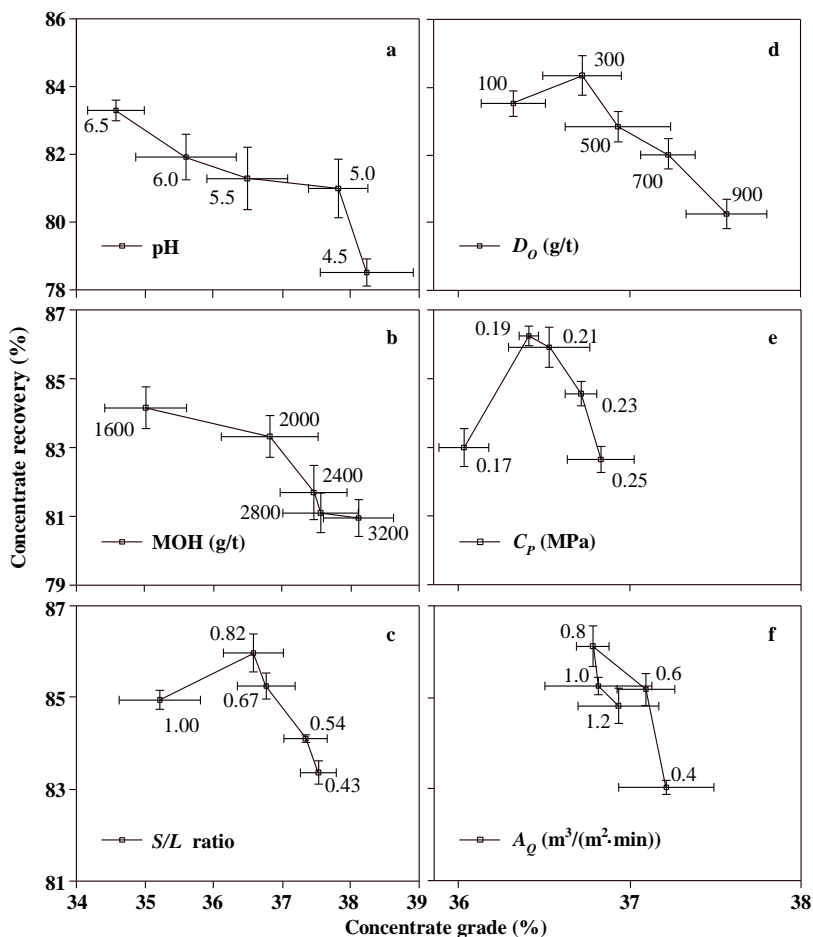 86
84
82
80
78
a
6.5
6.0
5.5
5.0
4.5
pH
d
100
300
500
700
900
D_O (g/t)
87
85
83
81
79
b
1600
2000
2400
2800
3200
MOH (g/t)
e
0.19
0.21
0.23
0.17
0.25
C_P (MPa)
87
85
83
81
c
0.82
0.67
1.00
0.54
0.43
S/L ratio
f
0.8
1.0
0.6
1.2
0.4
A_Q (m³/(m²·min))
34 35 36 37 38 39
36 37 38
Concentrate recovery (%)
Concentrate grade (%)